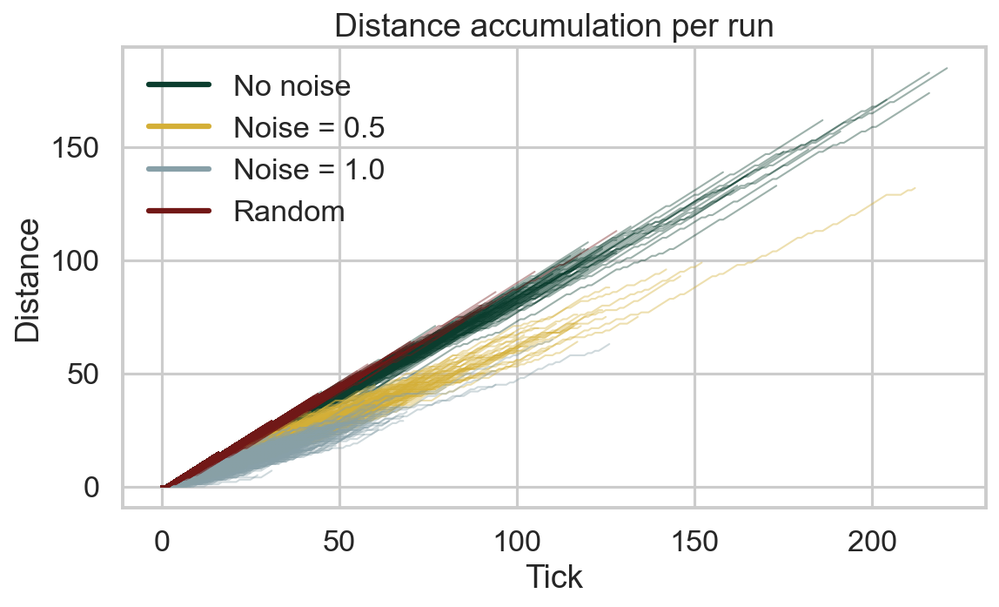 Distance accumulation per run
No noise
Noise = 0.5
Noise = 1.0
Random
Distance
150
100
50
0
0 50 100 150 200
Tick